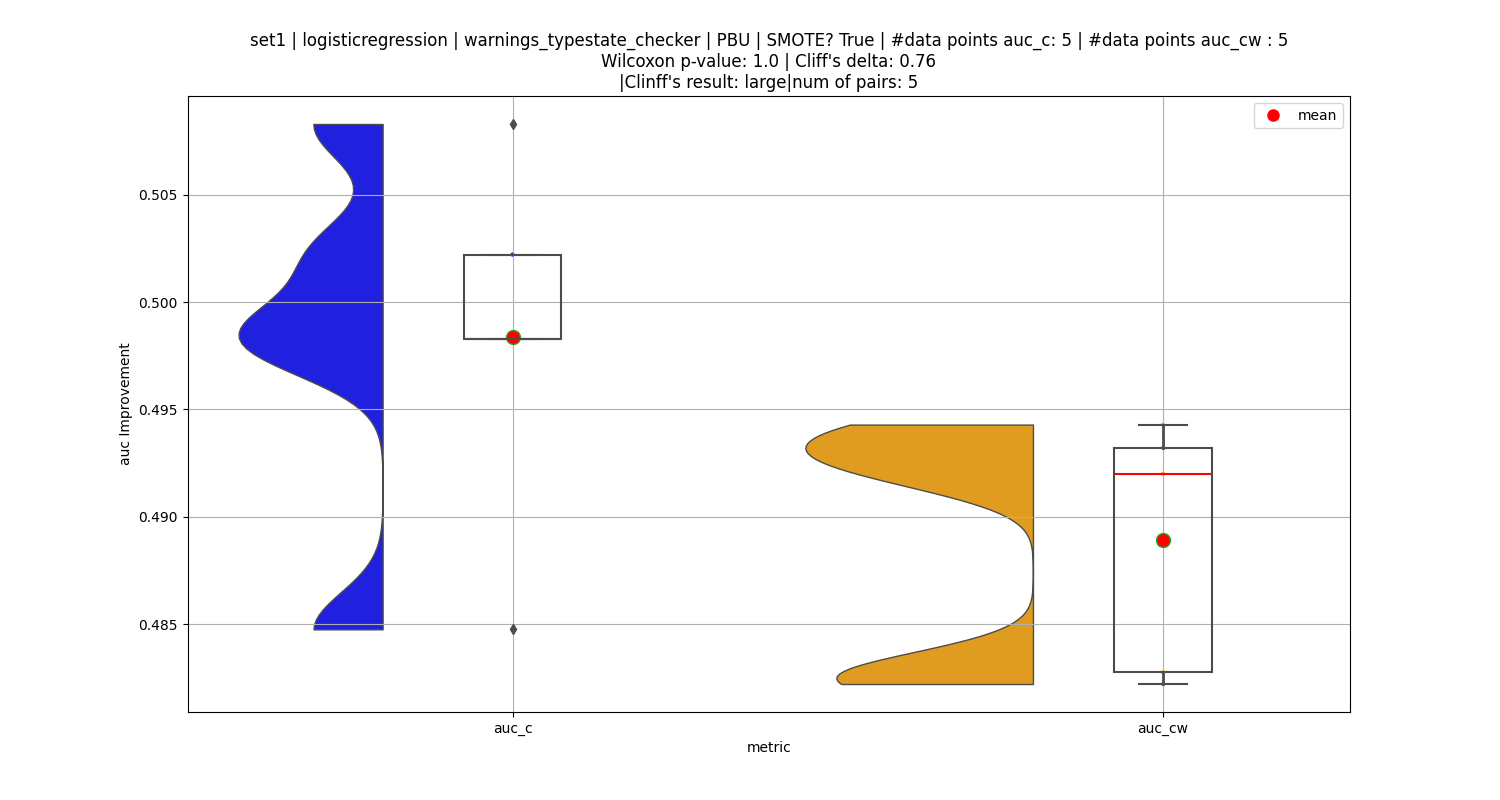 set1 | logisticregression | warnings_typestate_checker | PBU | SMOTE? True | #data points auc_c: 5 | #data points auc_cw : 5
Wilcoxon p-value: 1.0 | Cliff's delta: 0.76
|Clinff's result: large|num of pairs: 5
mean
0.505
0.500
0.495
0.490
0.485
auc Improvement
auc_c
auc_cw
metric